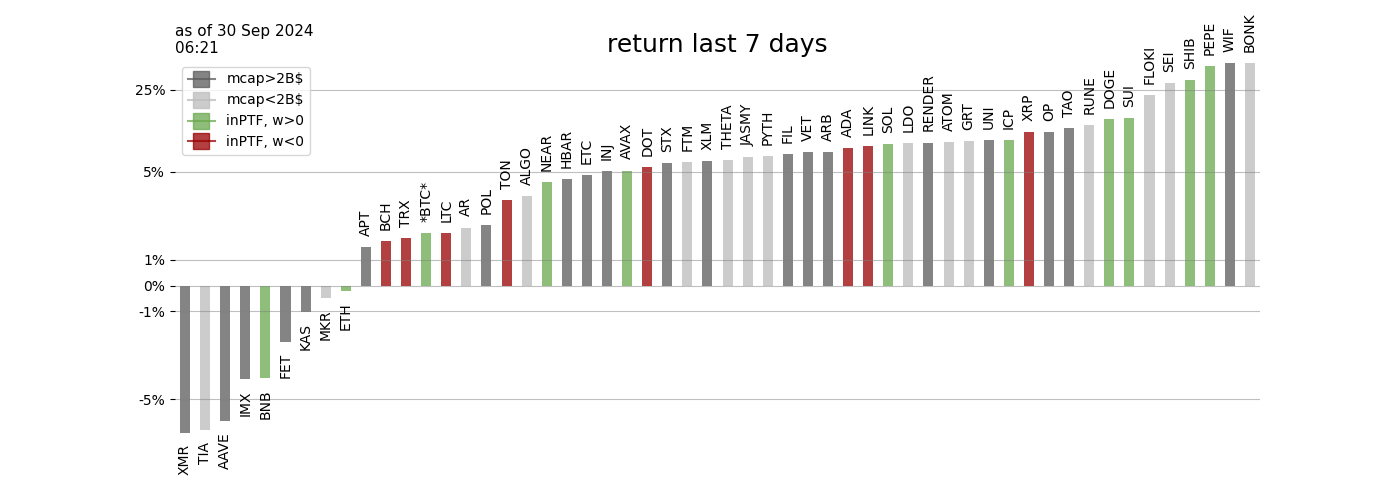 as of 30 Sep 2024
06:21
return last 7 days
mcap>2B$
mcap<2B$
inPTF, w>0
inPTF, w<0
25%
5%
1%
0%
-1%
-5%
XMR
TIA
AAVE
IMX
BNB
FET
KAS
MKR
ETH
APT
BCH
TRX
*BTC*
LTC
AR
POL
TON
ALGO
NEAR
HBAR
ETC
INJ
AVAX
DOT
STX
FTM
XLM
THETA
JASMY
PYTH
FIL
VET
ARB
ADA
LINK
SOL
LDO
RENDER
ATOM
GRT
UNI
ICP
XRP
OP
TAO
RUNE
DOGE
SUI
FLOKI
SEI
SHIB
PEPE
WIF
BONK